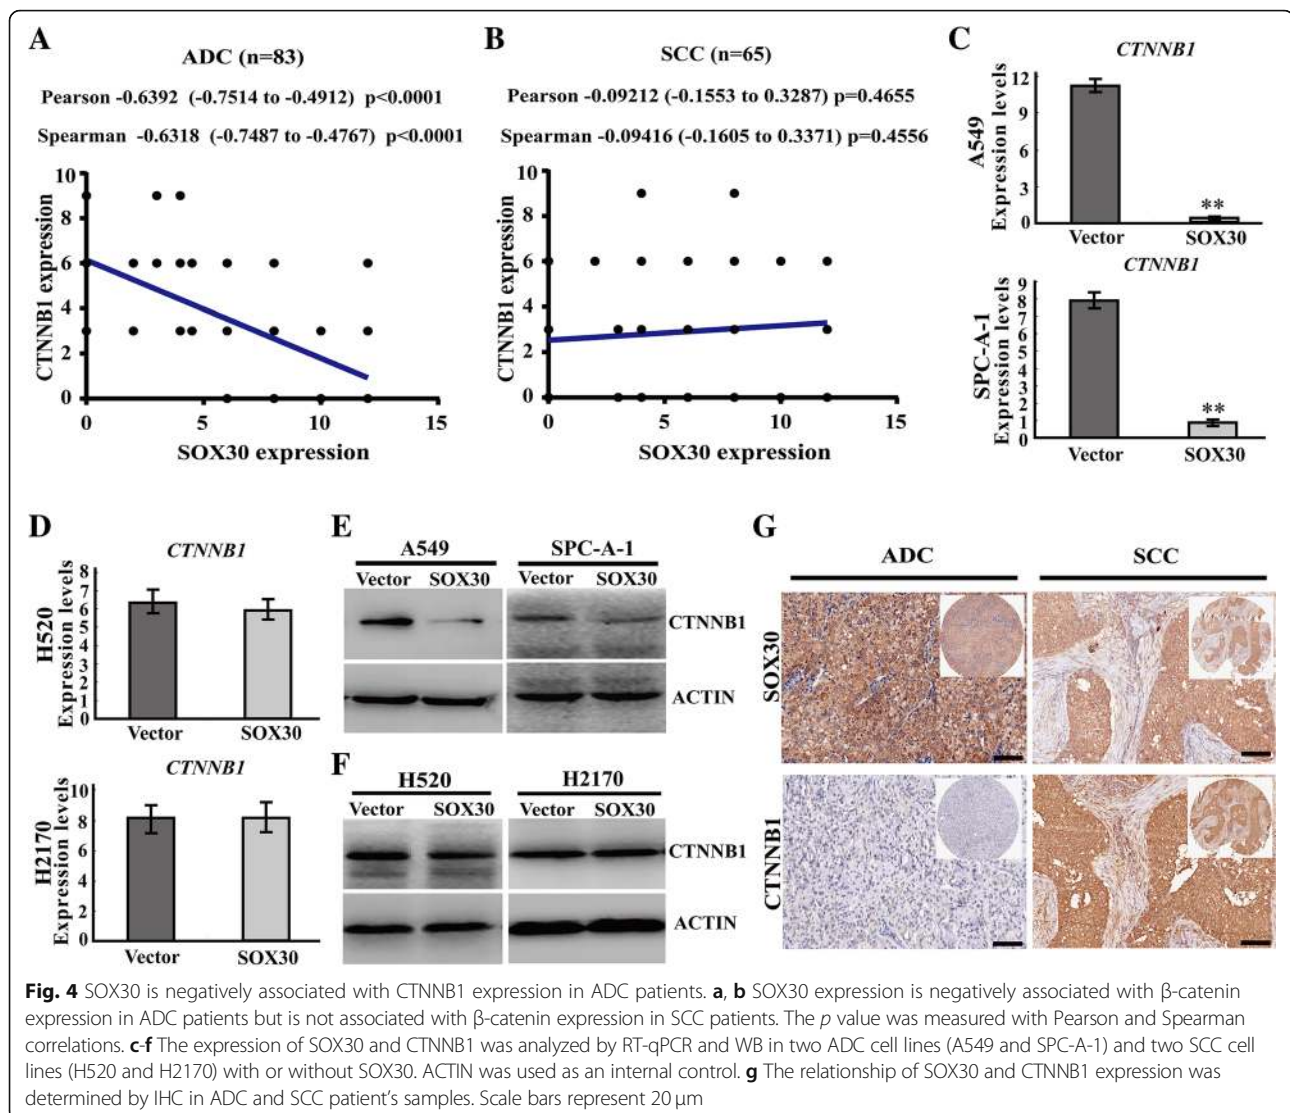 A
ADC (n=83)
Pearson -0.6392 (-0.7514 to -0.4912) p<0.0001
Spearman -0.6318 (-0.7487 to -0.4767) p<0.0001
CTNNB1 expression
10
8
6
4
2
0
0 5 10 15
SOX30 expression
B
SCC (n=65)
Pearson -0.09212 (-0.1553 to 0.3287) p=0.4655
Spearman -0.09416 (-0.1605 to 0.3371) p=0.4556
CTNNB1 expression
10
8
6
4
2
0
0 5 10 15
SOX30 expression
C
CTNNB1
A549
Expression levels
12
9
6
3
0
**
Vector SOX30
CTNNB1
SPC-A-1
Expression levels
9
8
7
6
5
4
3
2
1
0
**
Vector SOX30
D
CTNNB1
H520
Expression levels
8
7
6
5
4
3
2
1
0
Vector SOX30
CTNNB1
H2170
Expression levels
10
8
6
4
2
0
Vector SOX30
E
A549 SPC-A-1
Vector SOX30 Vector SOX30
CTNNB1
ACTIN
F
H520 H2170
Vector SOX30 Vector SOX30
CTNNB1
ACTIN
G
ADC SCC
SOX30
CTNNB1
Fig. 4 SOX30 is negatively associated with CTNNB1 expression in ADC patients. a, b SOX30 expression is negatively associated with β-catenin
expression in ADC patients but is not associated with β-catenin expression in SCC patients. The p value was measured with Pearson and Spearman
correlations. c-f The expression of SOX30 and CTNNB1 was analyzed by RT-qPCR and WB in two ADC cell lines (A549 and SPC-A-1) and two SCC cell
lines (H520 and H2170) with or without SOX30. ACTIN was used as an internal control. g The relationship of SOX30 and CTNNB1 expression was
determined by IHC in ADC and SCC patient's samples. Scale bars represent 20 μm